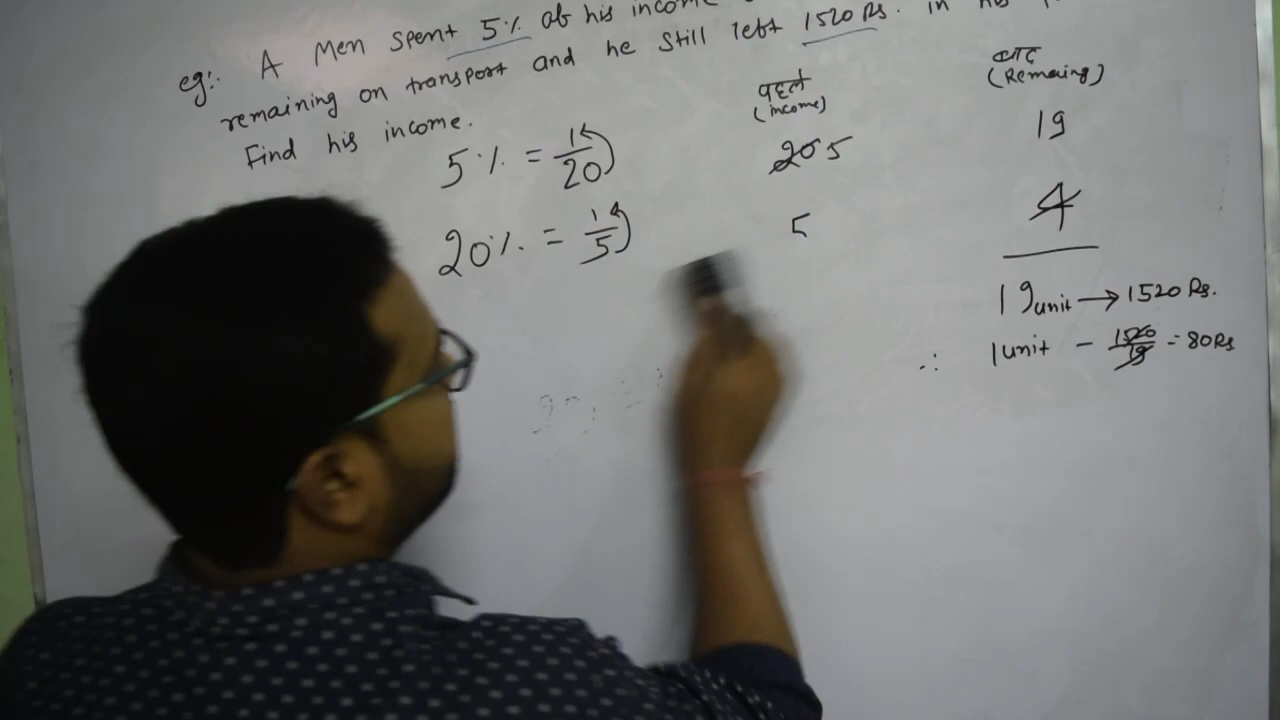 eg:. A Men spent 5% of his income
remaining on transport and he still left 1520 Rs. in his
Find his income.
पहले
(income)
बाद
(Remaing)
5% = 1/20
20 5
19
20% = 1/5
5
4
19 unit → 1520 Rs.
∴ 1 unit - 1520/19 = 80 Rs